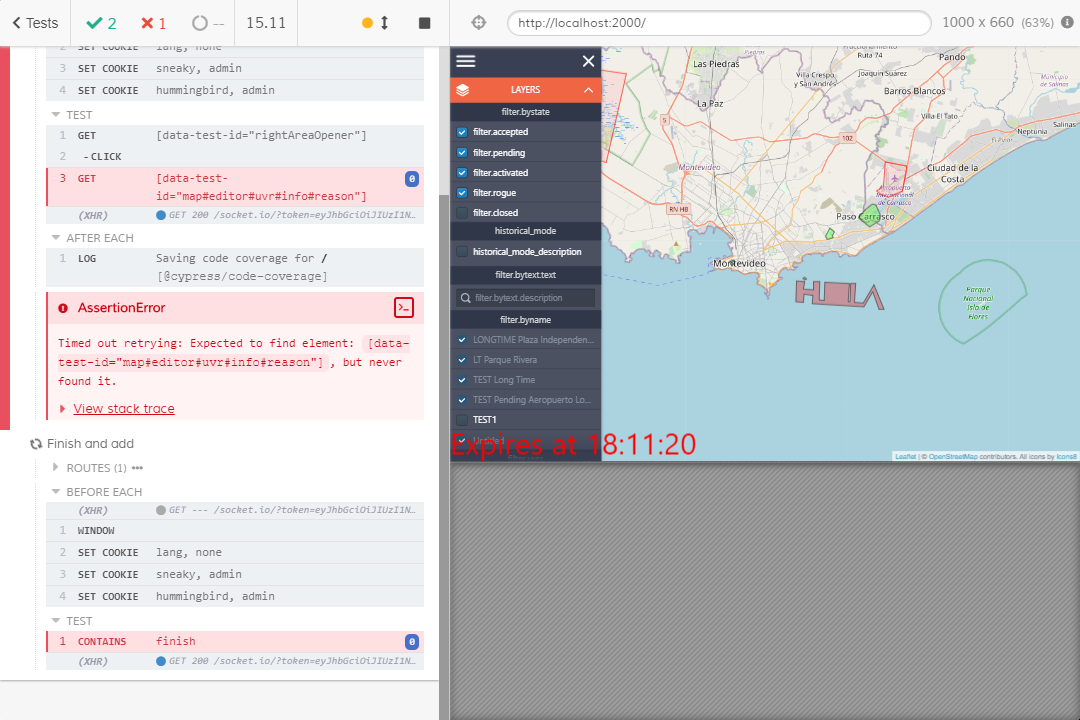 Tests
2
1
--
15.11
http://localhost:2000/
1000 x 660 (63%)
2 SET COOKIE lang, none
3 SET COOKIE sneaky, admin
4 SET COOKIE hummingbird, admin
TEST
1 GET [data-test-id="rightAreaOpener"]
2 -CLICK
3 GET [data-test-id="map#editor#uvr#info#reason"] 0
(XHR) GET 200 /socket.io/?token=eyJhbGciOiJIUzI1N…
AFTER EACH
1 LOG Saving code coverage for /
[@cypress/code-coverage]
AssertionError
Timed out retrying: Expected to find element: [data-
test-id="map#editor#uvr#info#reason"], but never
found it.
View stack trace
Finish and add
ROUTES (1)
BEFORE EACH
(XHR) GET --- /socket.io/?token=eyJhbGciOiJIUzI1N…
1 WINDOW
2 SET COOKIE lang, none
3 SET COOKIE sneaky, admin
4 SET COOKIE hummingbird, admin
TEST
1 CONTAINS finish 0
(XHR) GET 200 /socket.io/?token=eyJhbGciOiJIUzI1N…
LAYERS
filter.bystate
filter.accepted
filter.pending
filter.activated
filter.rogue
filter.closed
historical_mode
historical_mode_description
filter.bytext.text
filter.bytext.description
filter.byname
LONGTIME Plaza Independen...
LT Parque Rivera
TEST Long Time
TEST Pending Aeropuerto Lo...
TEST1
Untitled
Expires at 18:11:20
Las Piedras
Villa Crespo
y San Andrés
Fraccionamiento
Ruta 74
Joaquín Suárez
Pando
Barros Blancos
Municipio
de Salinas
La Paz
5
102
Villa El Tato
Salinas
Neptunia
Pinar
Montevideo
Ciudad de la
Costa
RN HB
Aeropuerto
Internacional
de Carrasco
Paso Carrasco
Montevideo
HOLA
Parque
Nacional
Isla de
Flores
Leaflet | © OpenStreetMap contributors. All icons by Icons8